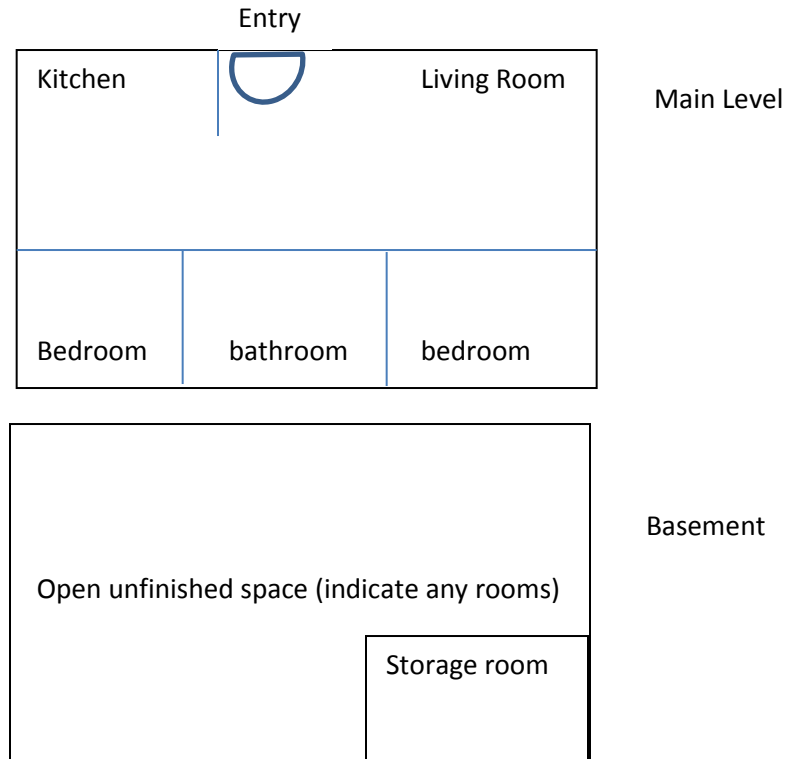 Entry
Kitchen
Living Room
Main Level
Bedroom
bathroom
bedroom
Basement
Open unfinished space (indicate any rooms)
Storage room